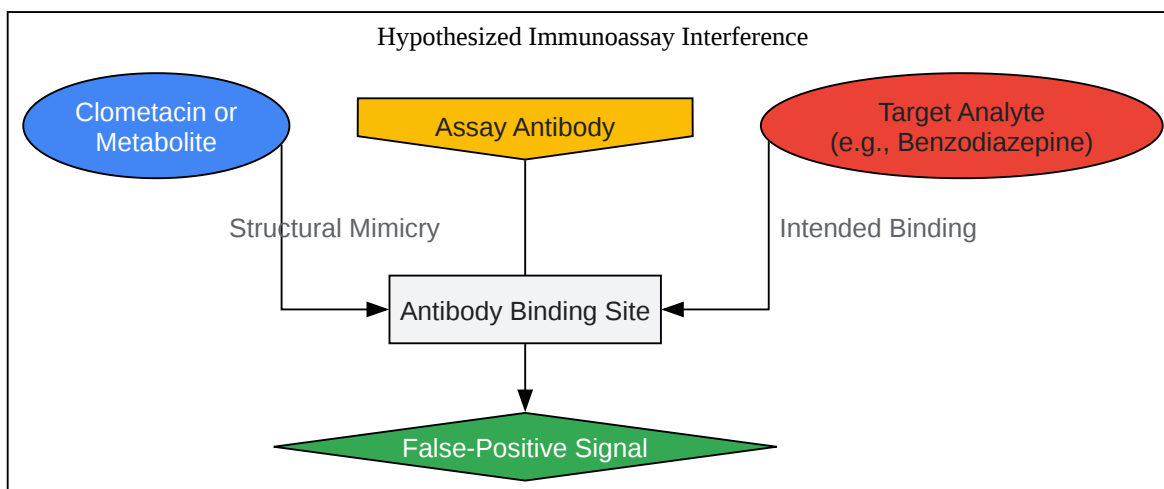 Hypothesized Immunoassay Interference
Clometacin or
Metabolite
Assay Antibody
Target Analyte
(e.g., Benzodiazepine)
Structural Mimicry
Intended Binding
Antibody Binding Site
False-Positive Signal